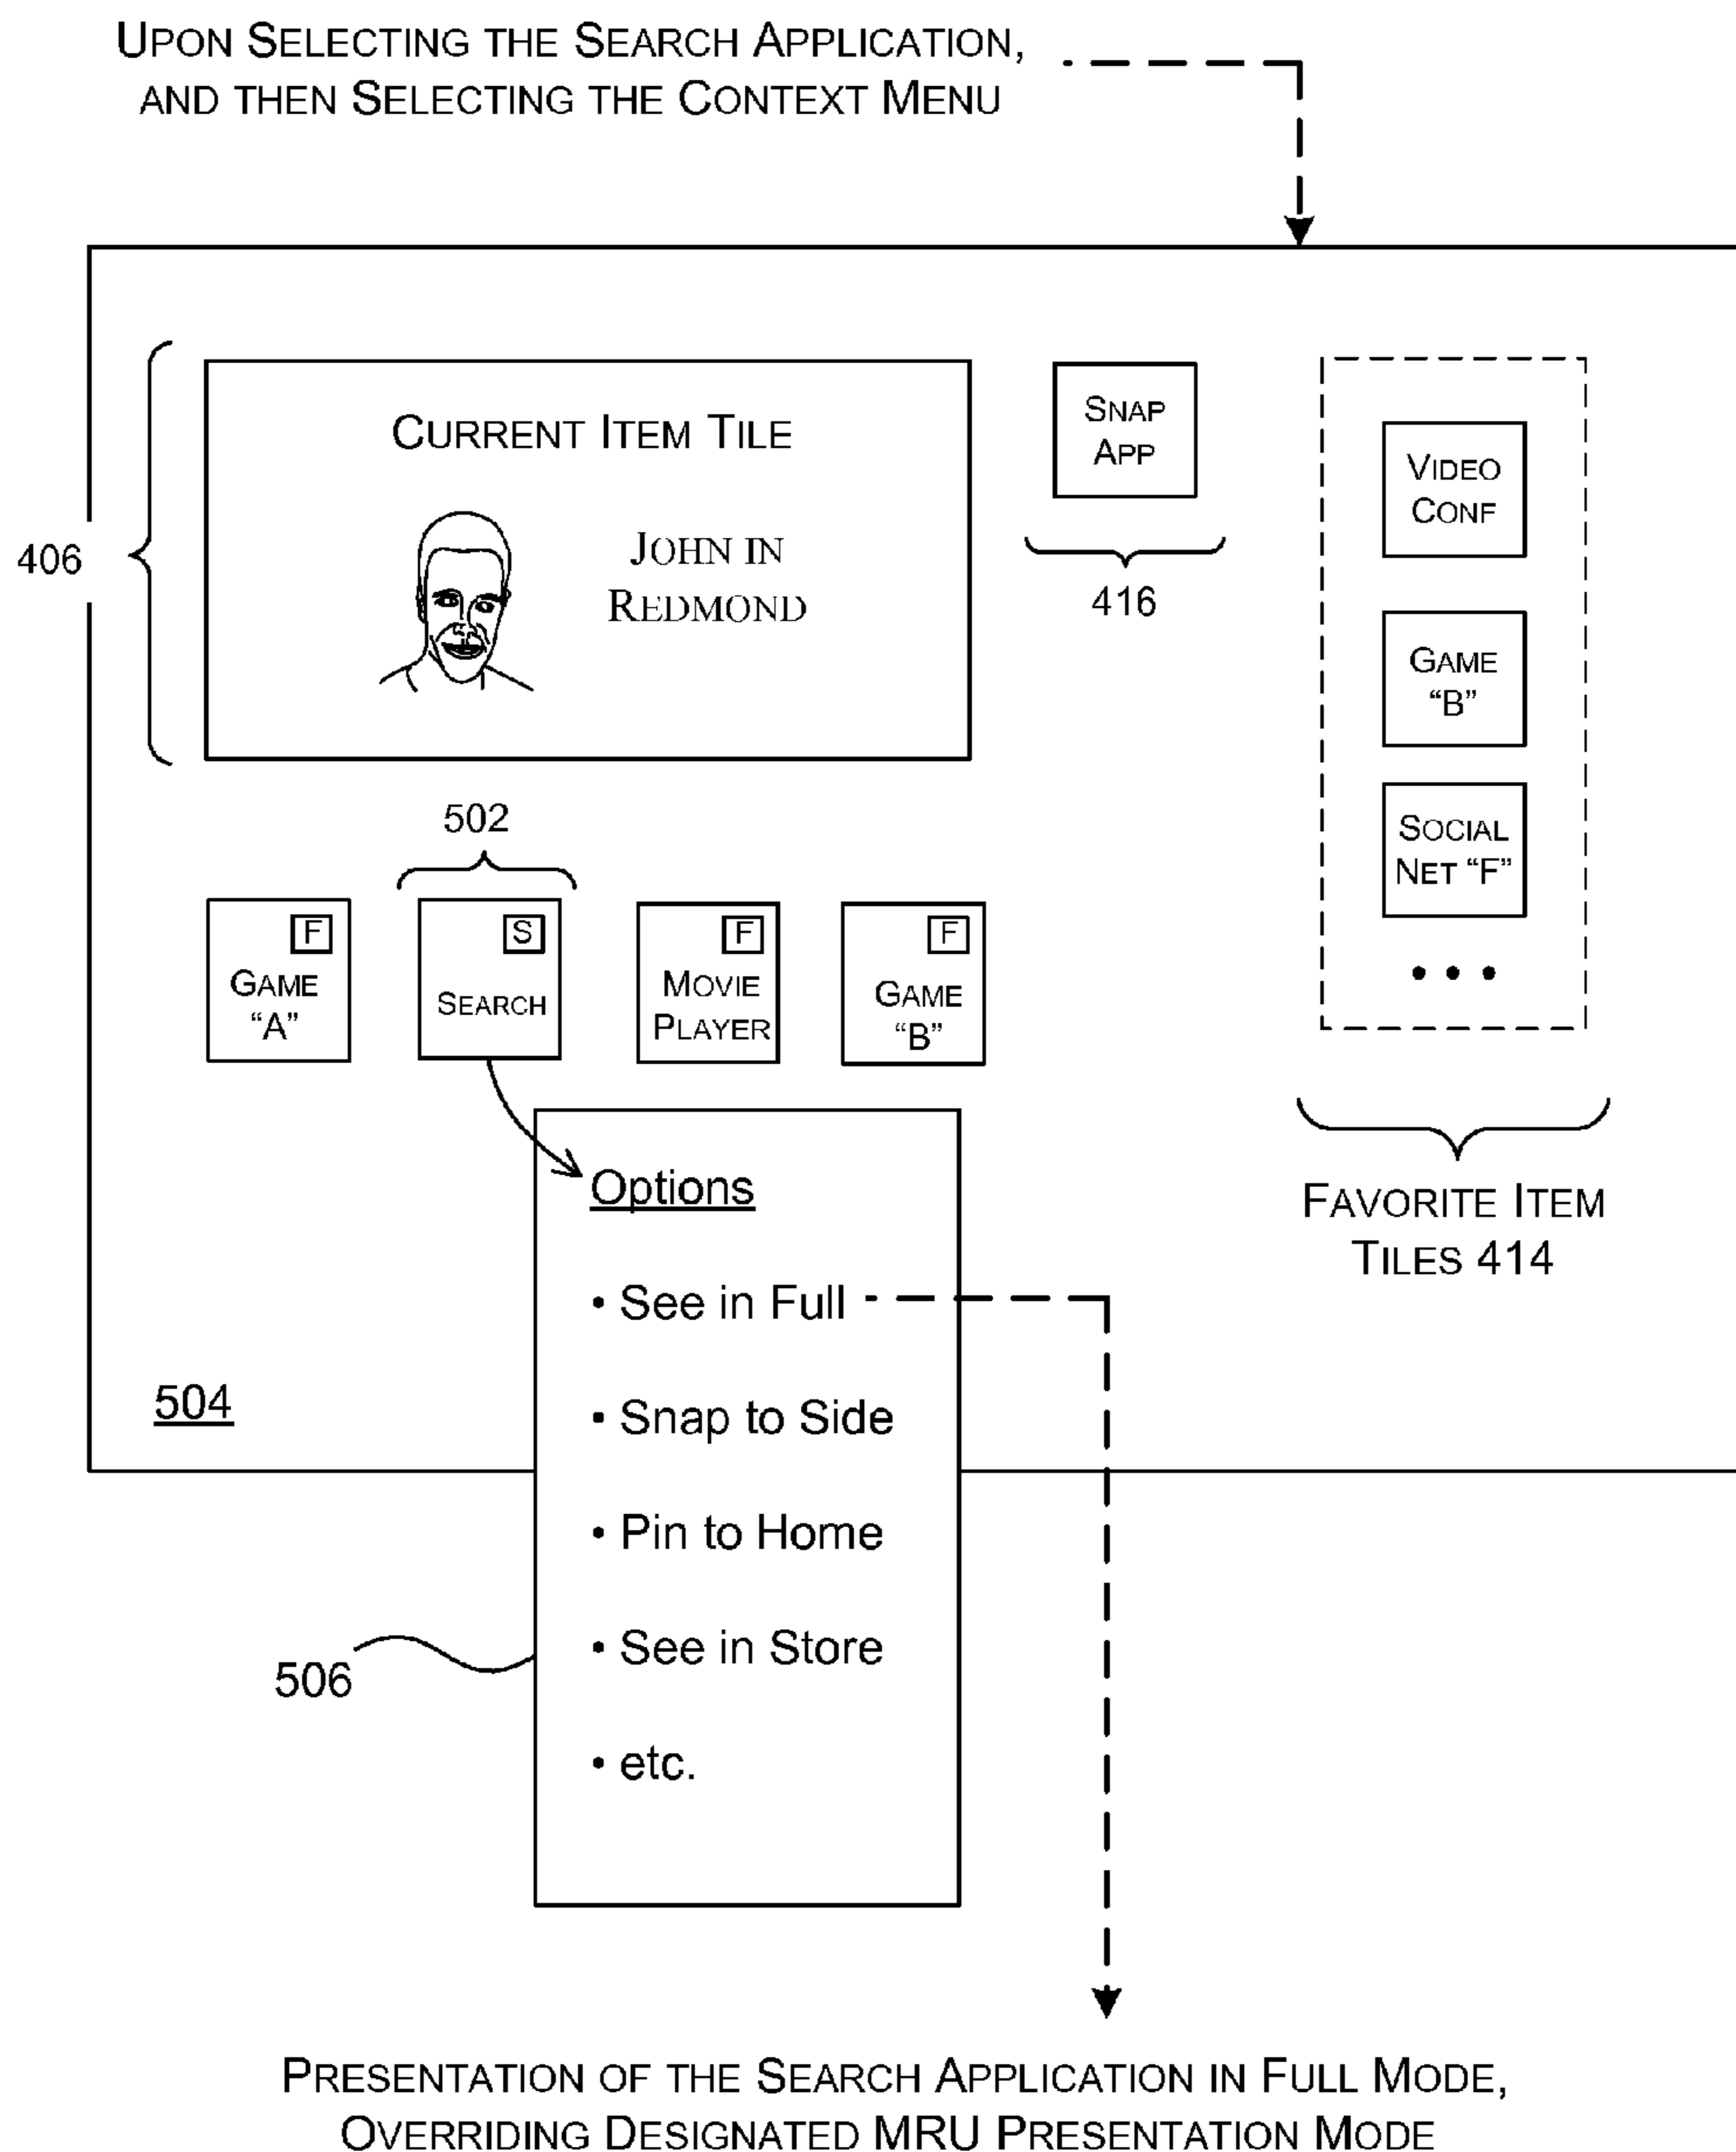 UPON SELECTING THE SEARCH APPLICATION,
AND THEN SELECTING THE CONTEXT MENU
406
CURRENT ITEM TILE
JOHN IN
REDMOND
SNAP
APP
416
VIDEO
CONF
GAME
“B”
SOCIAL
NET “F”
• • •
FAVORITE ITEM
TILES 414
502
F
GAME
“A”
S
SEARCH
F
MOVIE
PLAYER
F
GAME
“B”
Options
• See in Full
• Snap to Side
• Pin to Home
• See in Store
• etc.
504
506
PRESENTATION OF THE SEARCH APPLICATION IN FULL MODE,
OVERRIDING DESIGNATED MRU PRESENTATION MODE